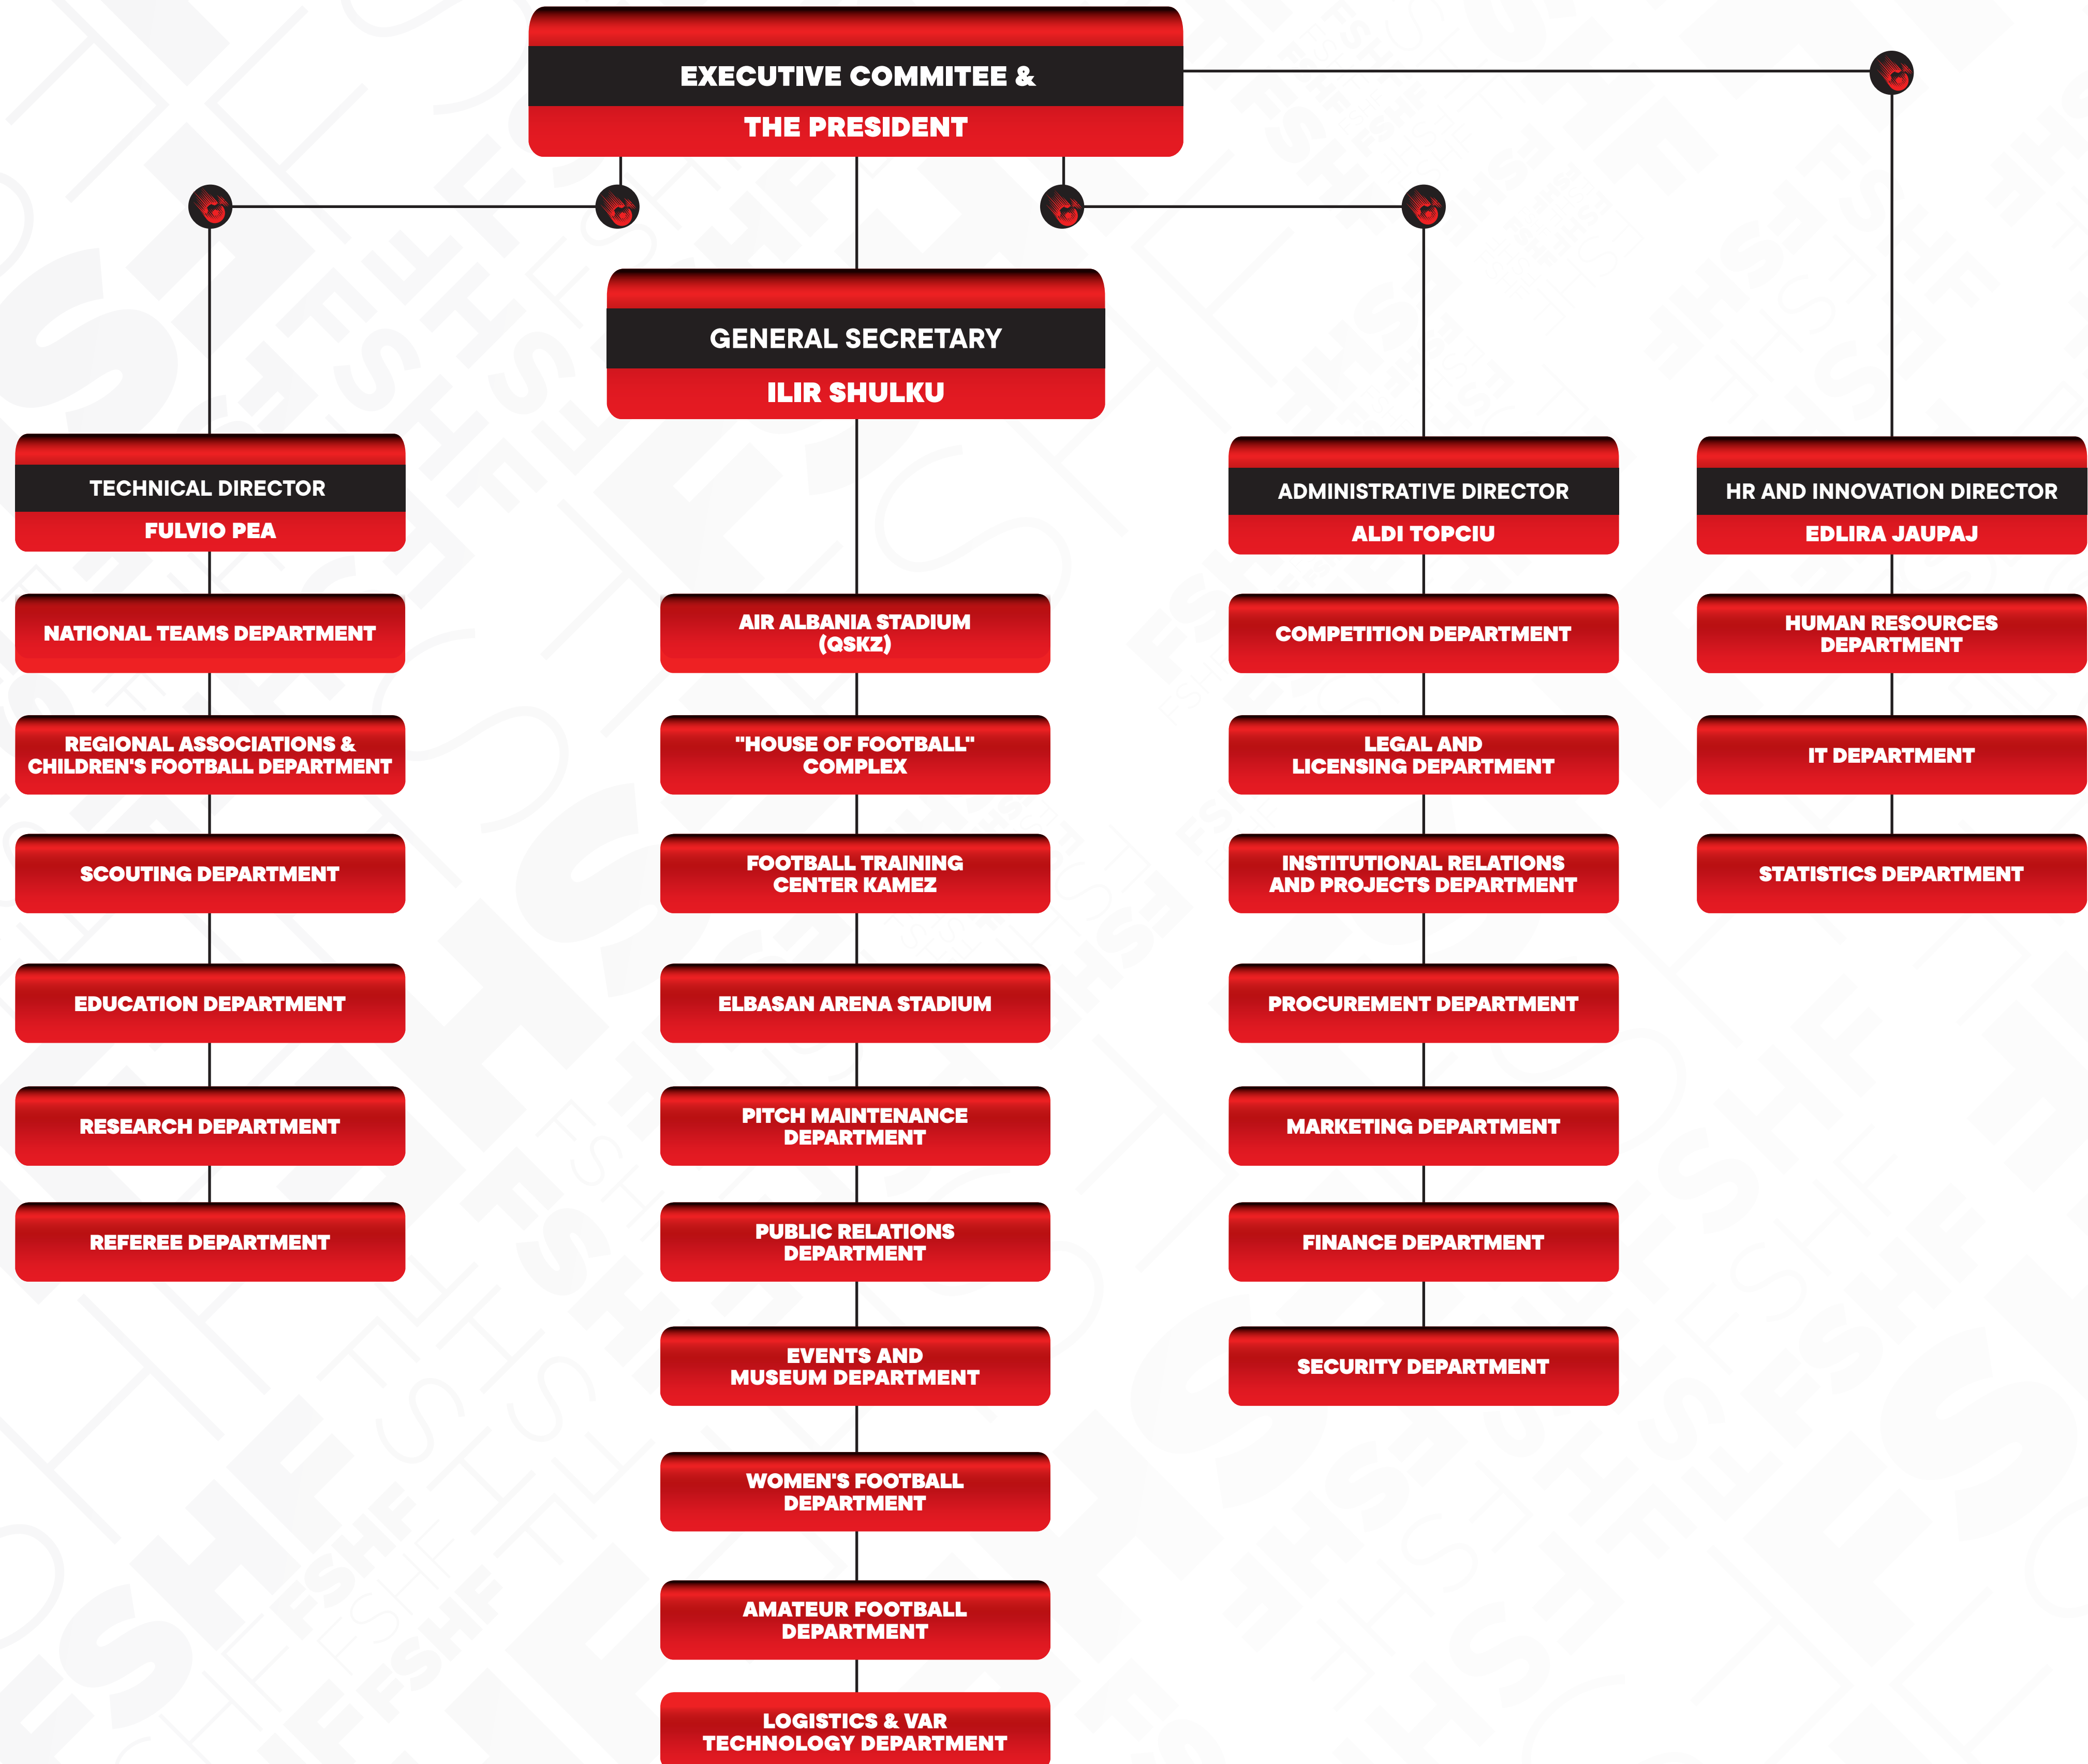 EXECUTIVE COMMITEE &
THE PRESIDENT
GENERAL SECRETARY
ILIR SHULKU
TECHNICAL DIRECTOR
FULVIO PEA
NATIONAL TEAMS DEPARTMENT
REGIONAL ASSOCIATIONS &
CHILDREN'S FOOTBALL DEPARTMENT
SCOUTING DEPARTMENT
EDUCATION DEPARTMENT
RESEARCH DEPARTMENT
REFEREE DEPARTMENT
AIR ALBANIA STADIUM
(QSKZ)
"HOUSE OF FOOTBALL"
COMPLEX
FOOTBALL TRAINING
CENTER KAMEZ
ELBASAN ARENA STADIUM
PITCH MAINTENANCE
DEPARTMENT
PUBLIC RELATIONS
DEPARTMENT
EVENTS AND
MUSEUM DEPARTMENT
WOMEN'S FOOTBALL
DEPARTMENT
AMATEUR FOOTBALL
DEPARTMENT
LOGISTICS & VAR
TECHNOLOGY DEPARTMENT
ADMINISTRATIVE DIRECTOR
ALDI TOPCIU
COMPETITION DEPARTMENT
LEGAL AND
LICENSING DEPARTMENT
INSTITUTIONAL RELATIONS
AND PROJECTS DEPARTMENT
PROCUREMENT DEPARTMENT
MARKETING DEPARTMENT
FINANCE DEPARTMENT
SECURITY DEPARTMENT
HR AND INNOVATION DIRECTOR
EDLIRA JAUPAJ
HUMAN RESOURCES
DEPARTMENT
IT DEPARTMENT
STATISTICS DEPARTMENT